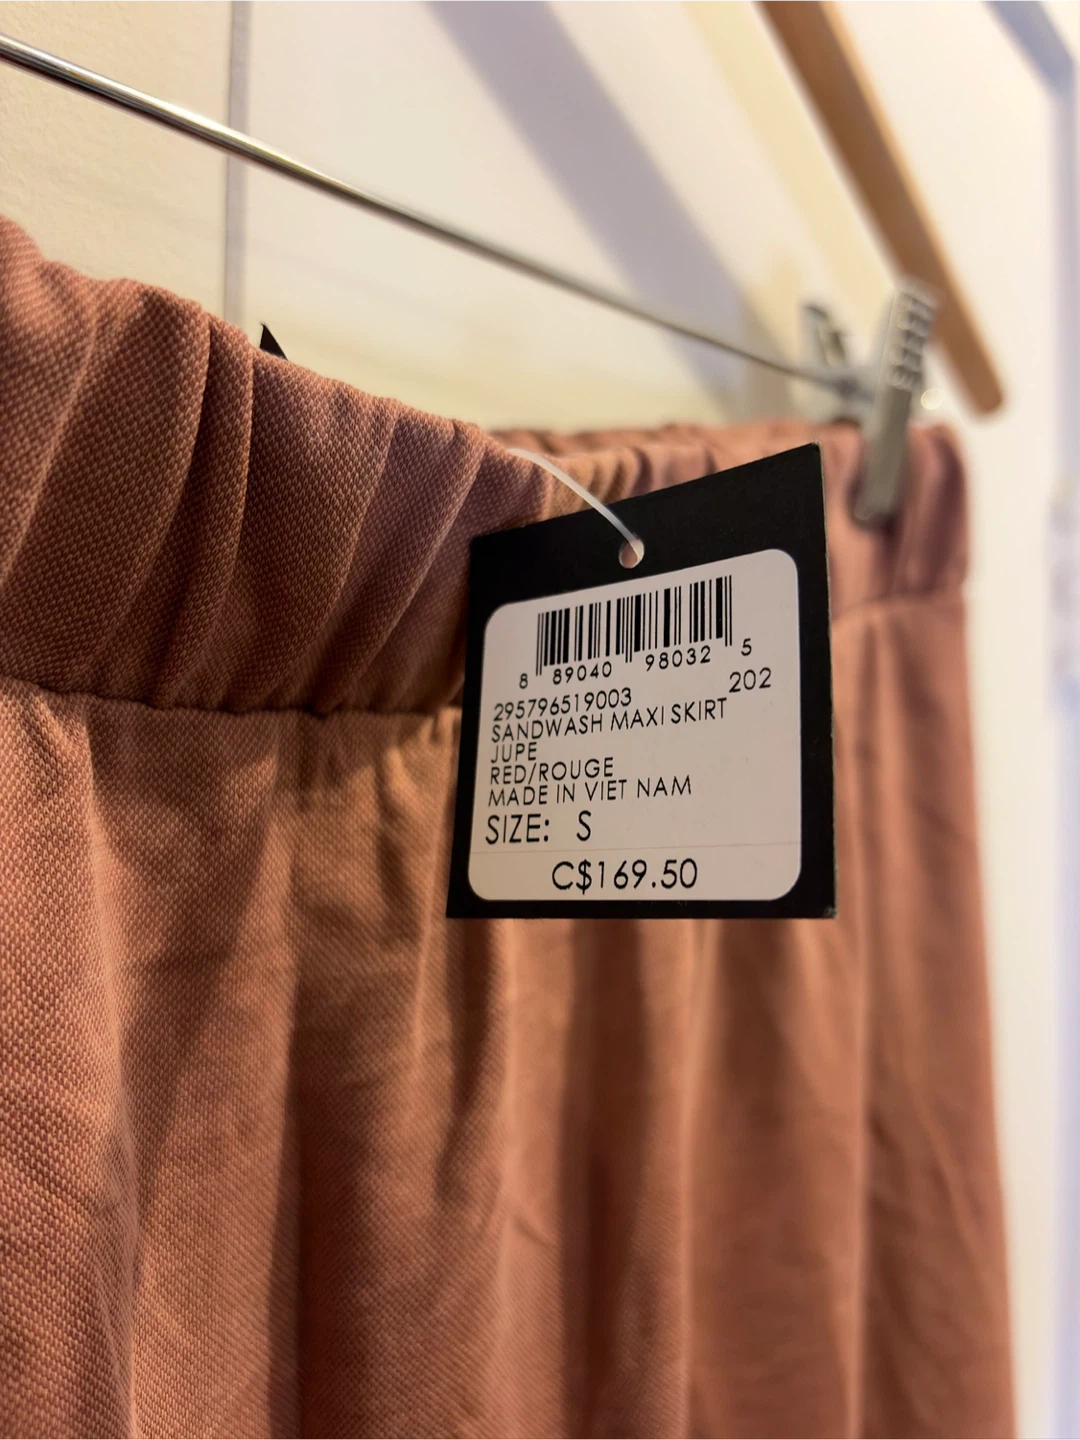 8 89040 98032 5
295796519003 202
SANDWASH MAXI SKIRT
JUPE
RED/ROUGE
MADE IN VIET NAM
SIZE: S
C$169.50